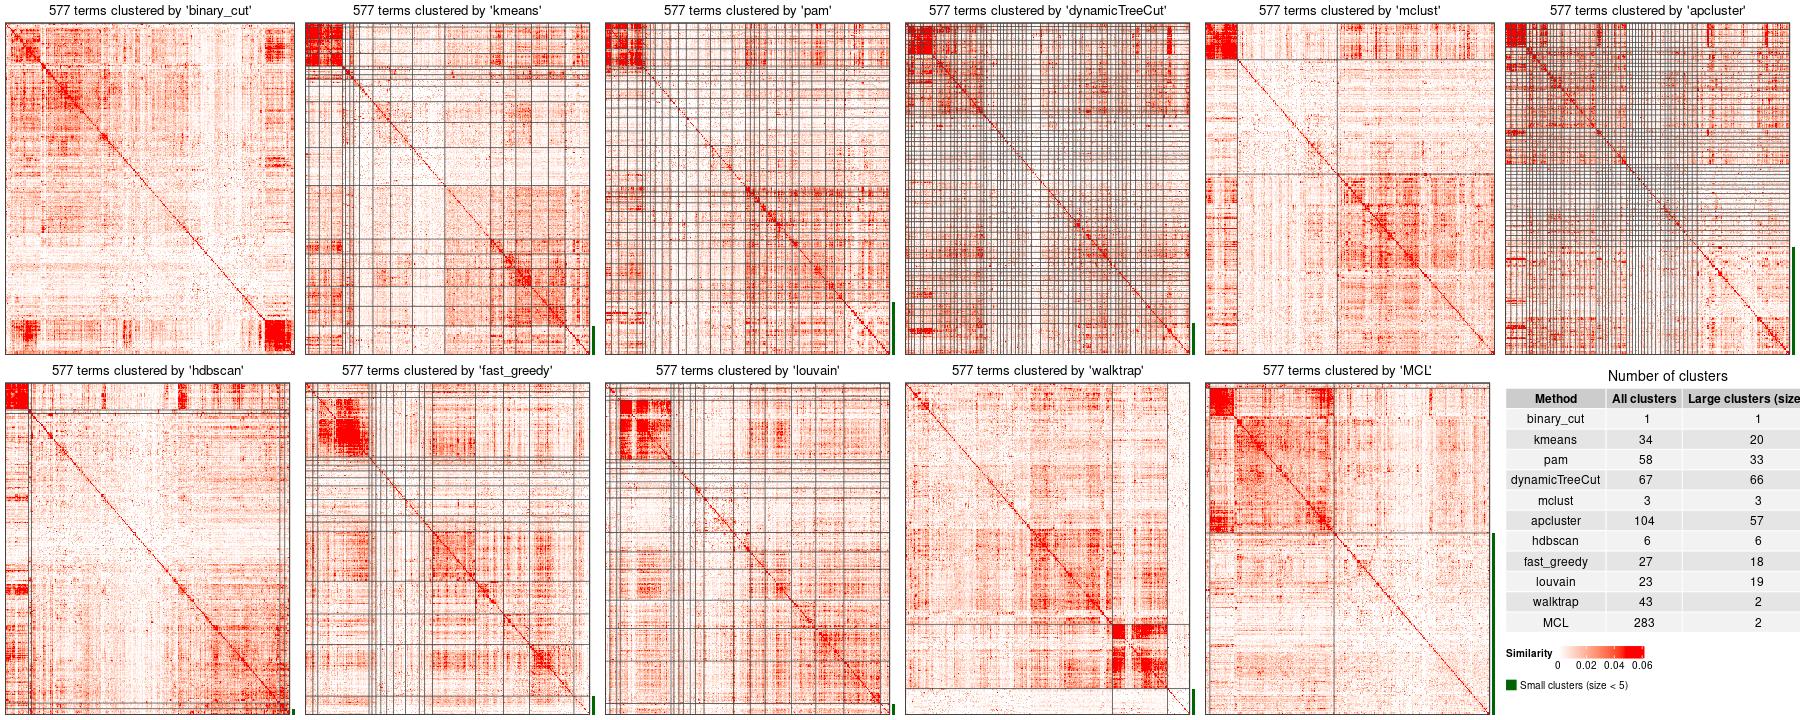 577 terms clustered by 'binary_cut'
577 terms clustered by 'kmeans'
577 terms clustered by 'pam'
577 terms clustered by 'dynamicTreeCut'
577 terms clustered by 'mclust'
577 terms clustered by 'apcluster'
577 terms clustered by 'hdbscan'
577 terms clustered by 'fast_greedy'
577 terms clustered by 'louvain'
577 terms clustered by 'walktrap'
577 terms clustered by 'MCL'
Number of clusters
Method All clusters Large clusters (size
binary_cut 1 1
kmeans 34 20
pam 58 33
dynamicTreeCut 67 66
mclust 3 3
apcluster 104 57
hdbscan 6 6
fast_greedy 27 18
louvain 23 19
walktrap 43 2
MCL 283 2
Similarity
0 0.02 0.04 0.06
Small clusters (size < 5)